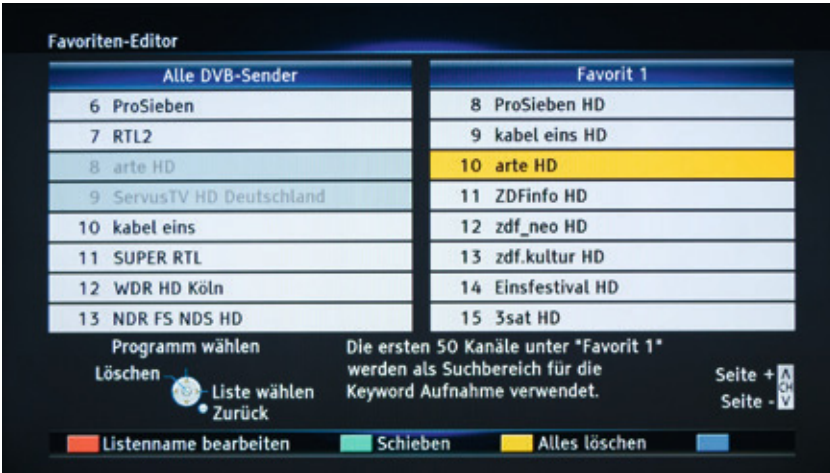 Favoriten-Editor
Alle DVB-Sender
6 ProSieben
7 RTL2
8 arte HD
9 ServusTV HD Deutschland
10 kabel eins
11 SUPER RTL
12 WDR HD Köln
13 NDR FS NDS HD
Favorit 1
8 ProSieben HD
9 kabel eins HD
10 arte HD
11 ZDFinfo HD
12 zdf_neo HD
13 zdf.kultur HD
14 Einsfestival HD
15 3sat HD
Programm wählen
Löschen
Liste wählen
Zurück
Die ersten 50 Kanäle unter "Favorit 1"
werden als Suchbereich für die
Keyword Aufnahme verwendet.
Seite +
CH
Seite -
Listenname bearbeiten
Schieben
Alles löschen